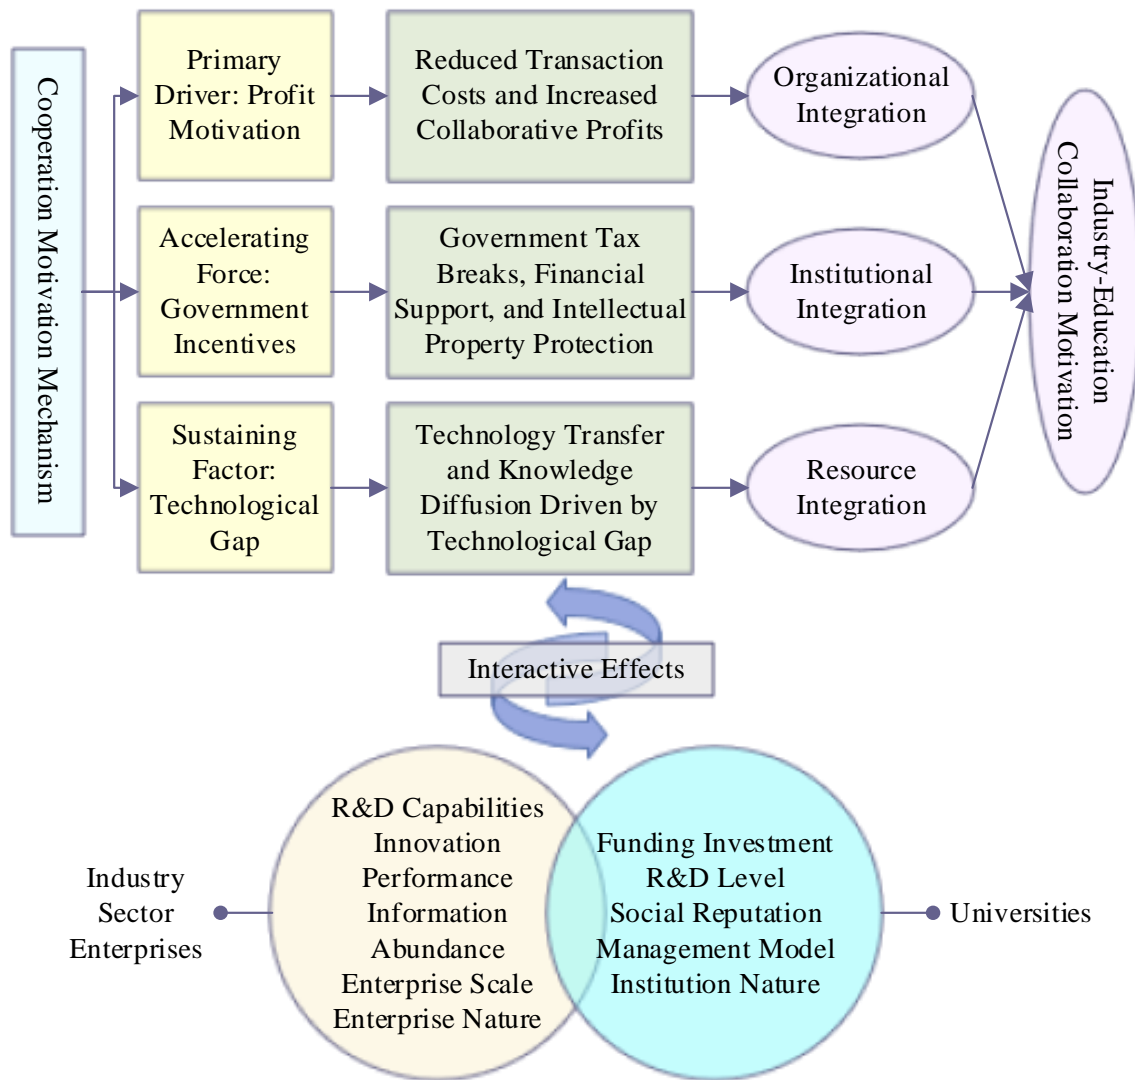 Cooperation Motivation Mechanism
Primary
Driver: Profit
Motivation
Reduced Transaction
Costs and Increased
Collaborative Profits
Organizational
Integration
Accelerating
Force:
Government
Incentives
Government Tax
Breaks, Financial
Support, and Intellectual
Property Protection
Institutional
Integration
Sustaining
Factor:
Technological
Gap
Technology Transfer
and Knowledge
Diffusion Driven by
Technological Gap
Resource
Integration
Industry-Education
Collaboration Motivation
Interactive Effects
Industry
Sector
Enterprises
R&D Capabilities
Innovation
Performance
Information
Abundance
Enterprise Scale
Enterprise Nature
Funding Investment
R&D Level
Social Reputation
Management Model
Institution Nature
Universities